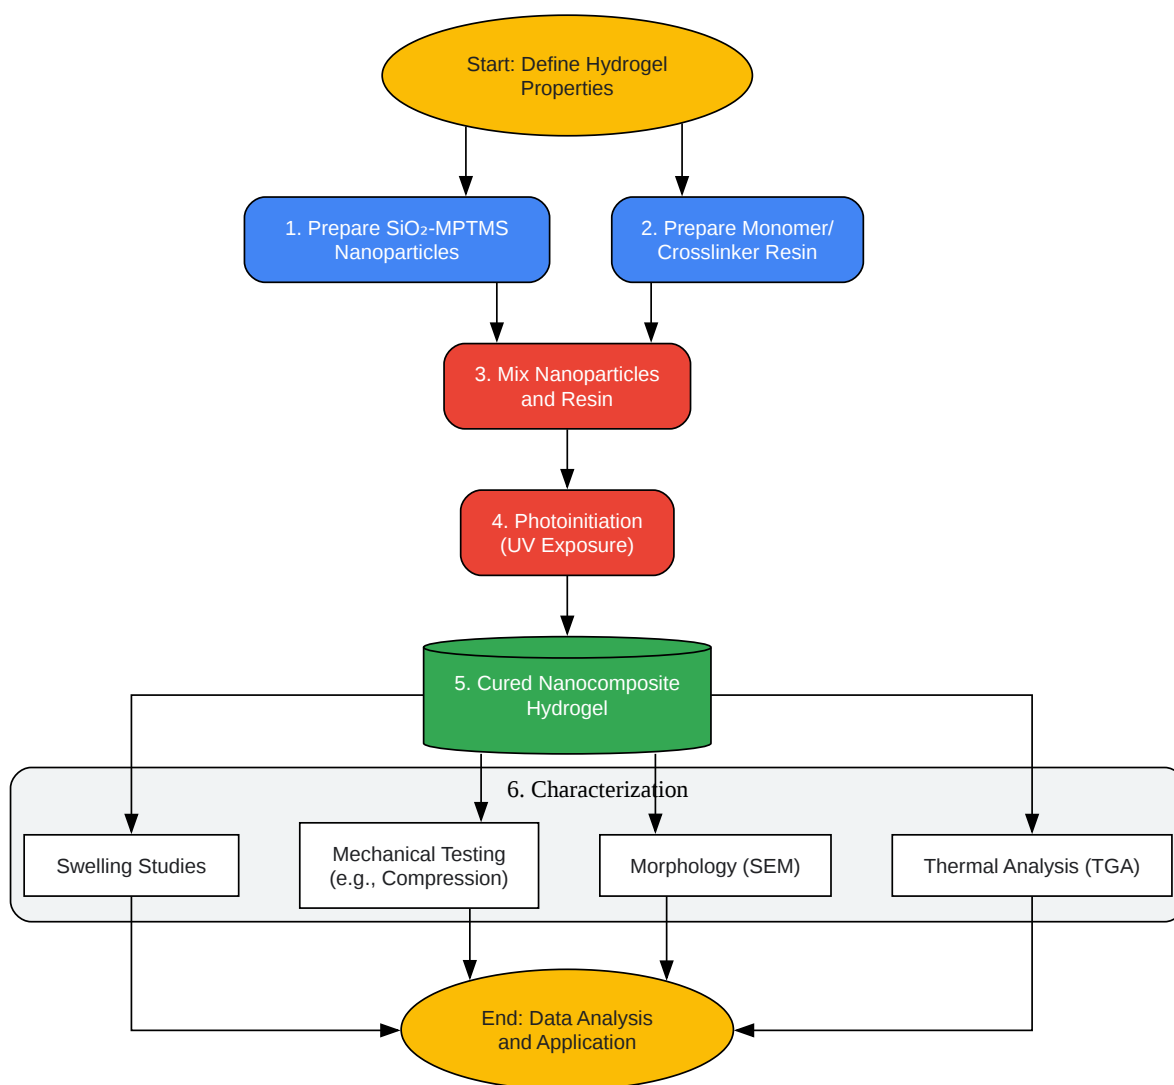 Start: Define Hydrogel
Properties
1. Prepare SiO₂-MPTMS
Nanoparticles
2. Prepare Monomer/
Crosslinker Resin
3. Mix Nanoparticles
and Resin
4. Photoinitiation
(UV Exposure)
5. Cured Nanocomposite
Hydrogel
6. Characterization
Swelling Studies
Mechanical Testing
(e.g., Compression)
Morphology (SEM)
Thermal Analysis (TGA)
End: Data Analysis
and Application